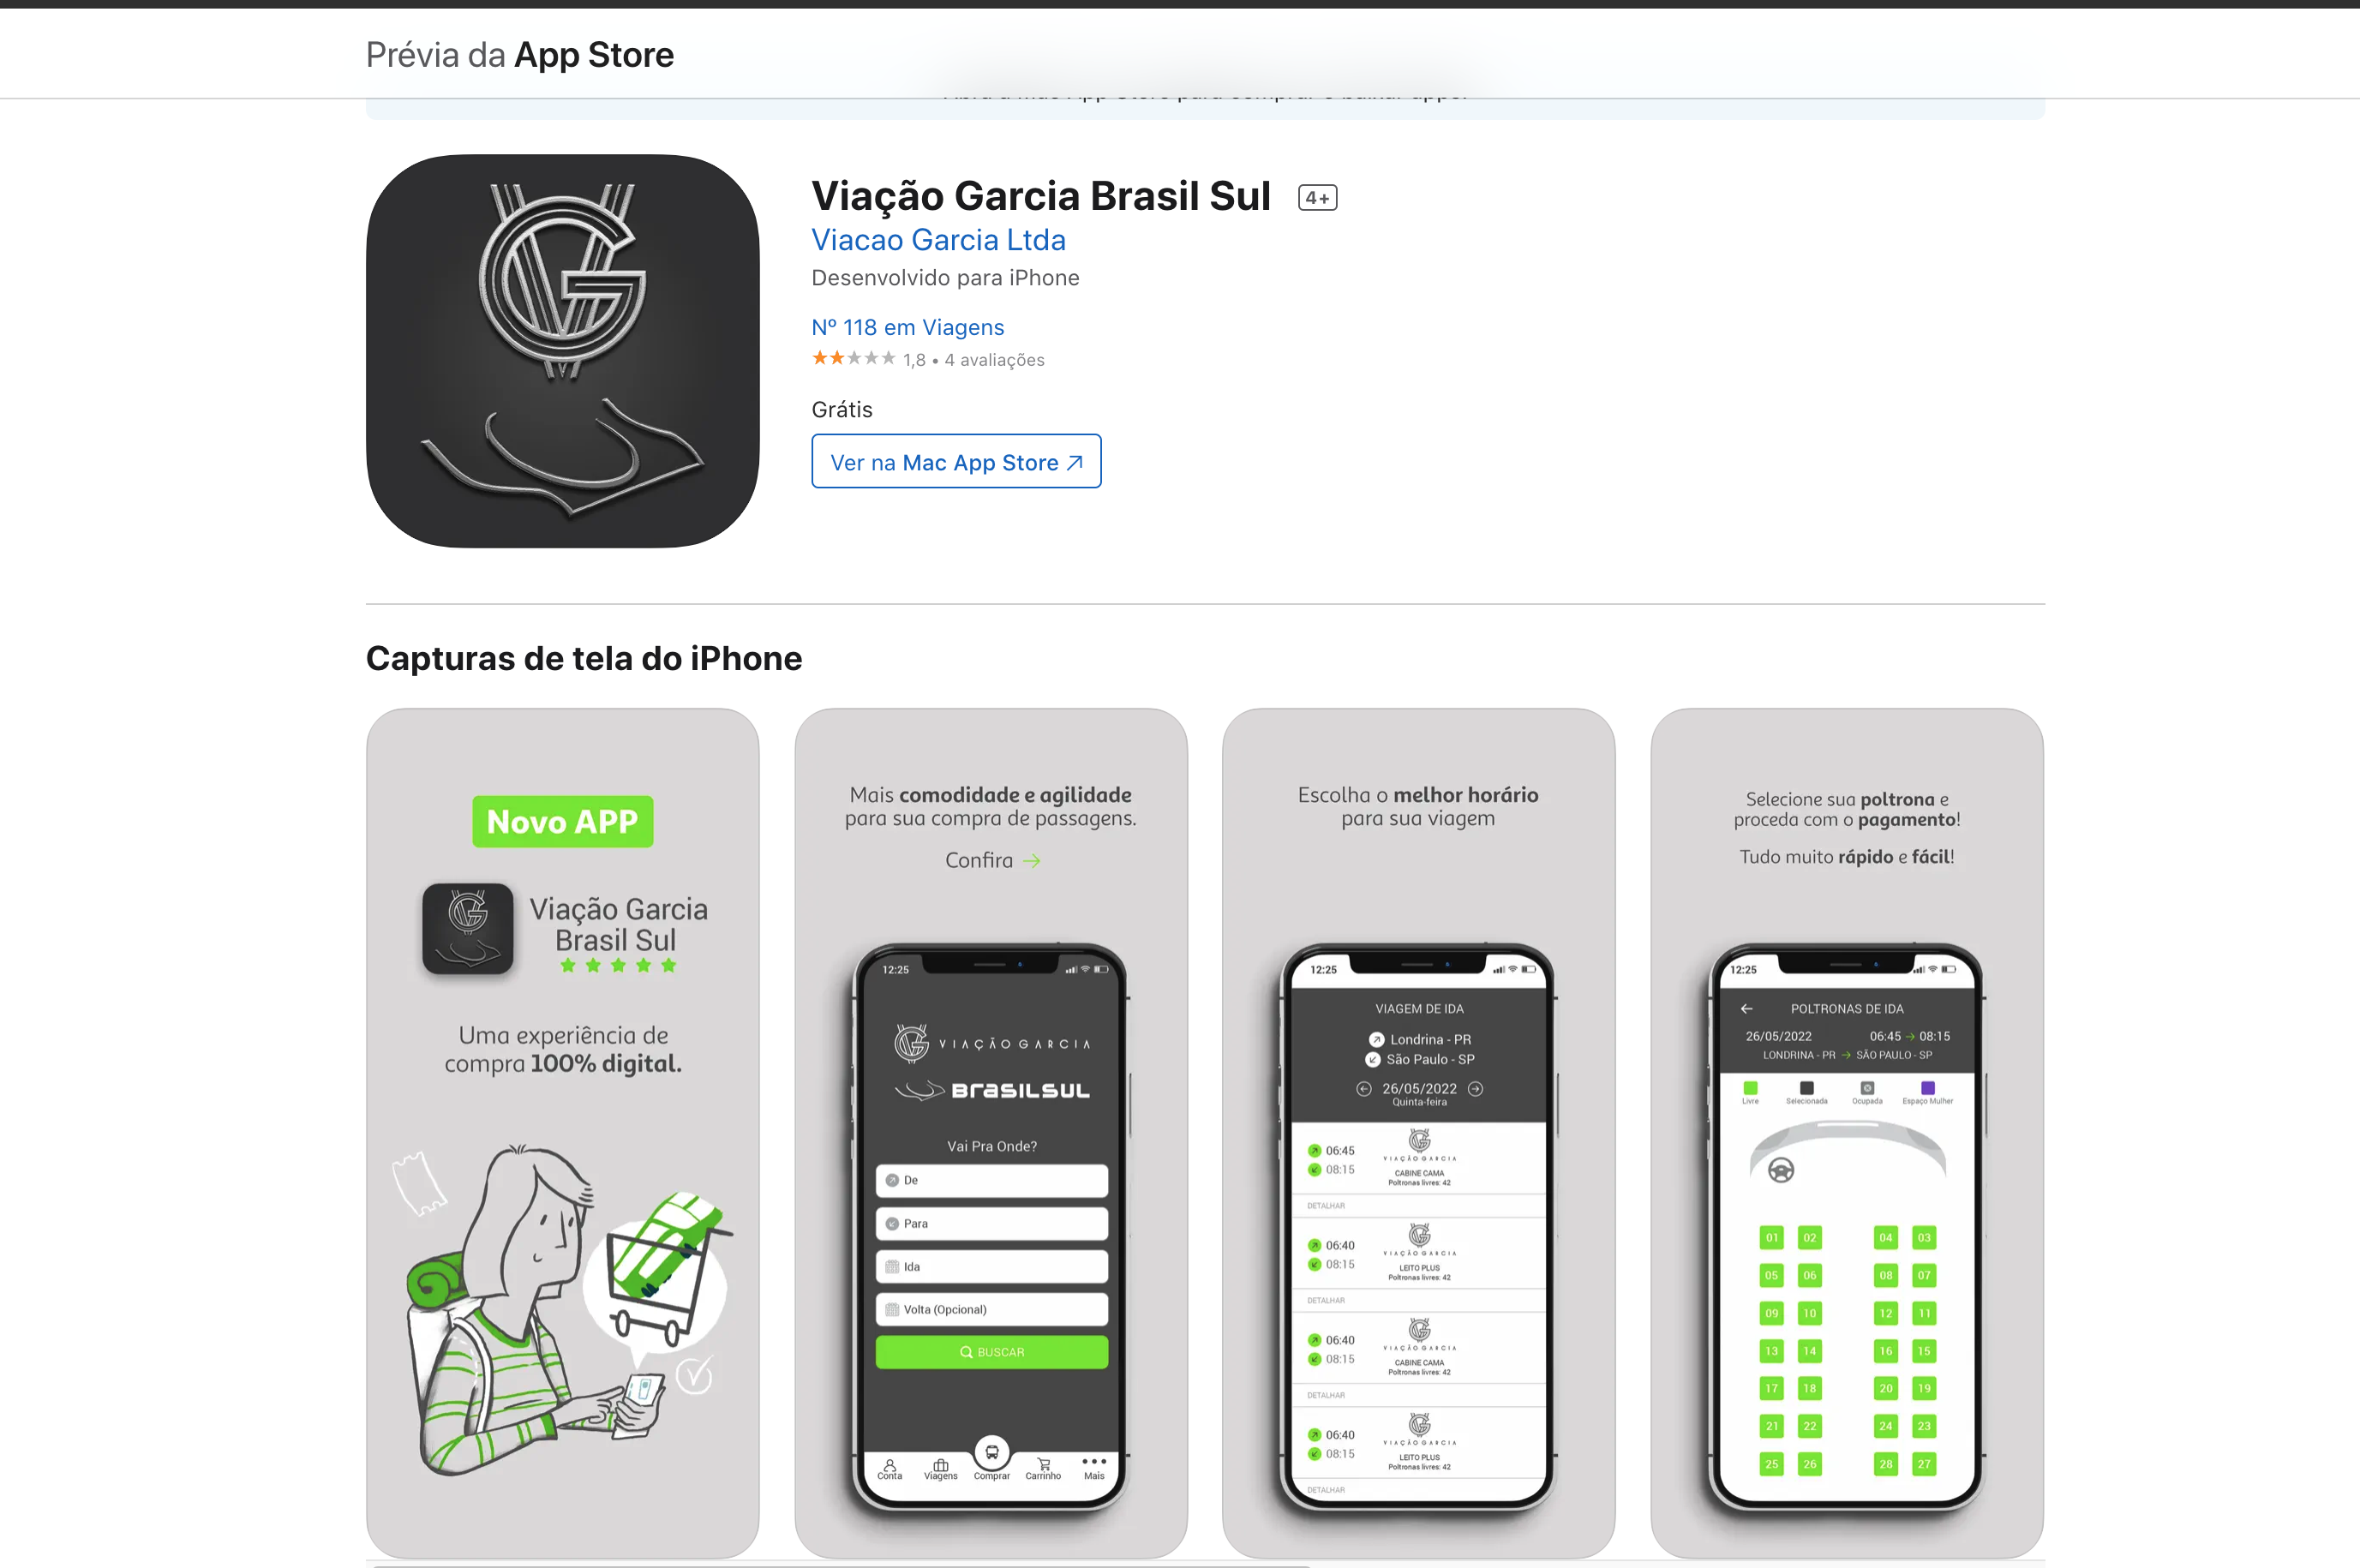 Prévia da App Store
Viação Garcia Brasil Sul 4+
Viacao Garcia Ltda
Desenvolvido para iPhone
Nº 118 em Viagens
1,8 • 4 avaliações
Grátis
Ver na Mac App Store
Capturas de tela do iPhone
Novo APP
Viação Garcia
Brasil Sul
Uma experiência de
compra 100% digital.
Mais comodidade e agilidade
para sua compra de passagens.
Confira
12:25
VIAÇÃO GARCIA
BRASILSUL
Vai Pra Onde?
De
Para
Ida
Volta (Opcional)
BUSCAR
Conta Viagens Comprar Carrinho Mais
Escolha o melhor horário
para sua viagem
12:25
VIAGEM DE IDA
Londrina - PR
São Paulo - SP
26/05/2022
Quinta-feira
06:45
08:15
VIAÇÃO GARCIA
CABINE CAMA
Poltronas livres: 42
DETALHAR
06:40
08:15
VIAÇÃO GARCIA
LEITO PLUS
Poltronas livres: 42
DETALHAR
06:40
08:15
VIAÇÃO GARCIA
CABINE CAMA
Poltronas livres: 42
DETALHAR
06:40
08:15
VIAÇÃO GARCIA
LEITO PLUS
Poltronas livres: 42
DETALHAR
Selecione sua poltrona e
proceda com o pagamento!
Tudo muito rápido e fácil!
12:25
POLTRONAS DE IDA
26/05/2022 06:45 → 08:15
LONDRINA - PR → SÃO PAULO - SP
Livre Selecionada Ocupada Espaço Mulher
01 02 04 03
05 06 08 07
09 10 12 11
13 14 16 15
17 18 20 19
21 22 24 23
25 26 28 27